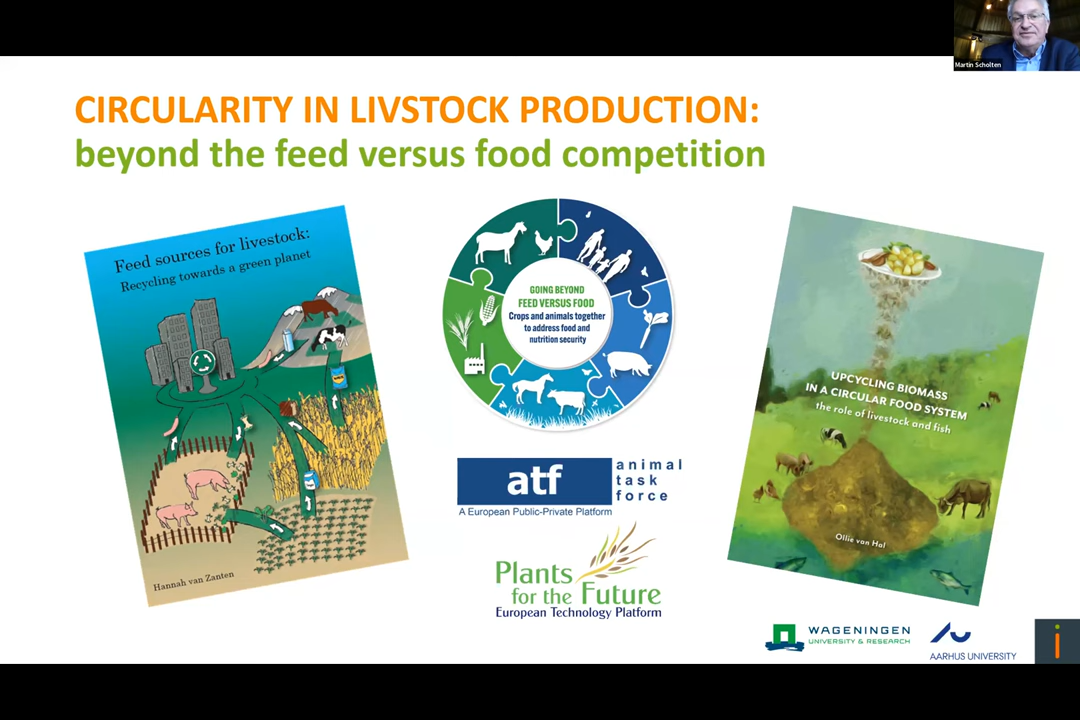 Martin Scholten
CIRCULARITY IN LIVSTOCK PRODUCTION:
beyond the feed versus food competition
Feed sources for livestock:
Recycling towards a green planet
Hannah van Zanten
GOING BEYOND
FEED VERSUS FOOD
Crops and animals together
to address food and
nutrition security
atf
animal
task
force
A European Public-Private Platform
Plants
for the Future
European Technology Platform
UPCYCLING BIOMASS
IN A CIRCULAR FOOD SYSTEM
the role of livestock and fish
Ollie van Hal
WAGENINGEN
UNIVERSITY & RESEARCH
AARHUS UNIVERSITY
i